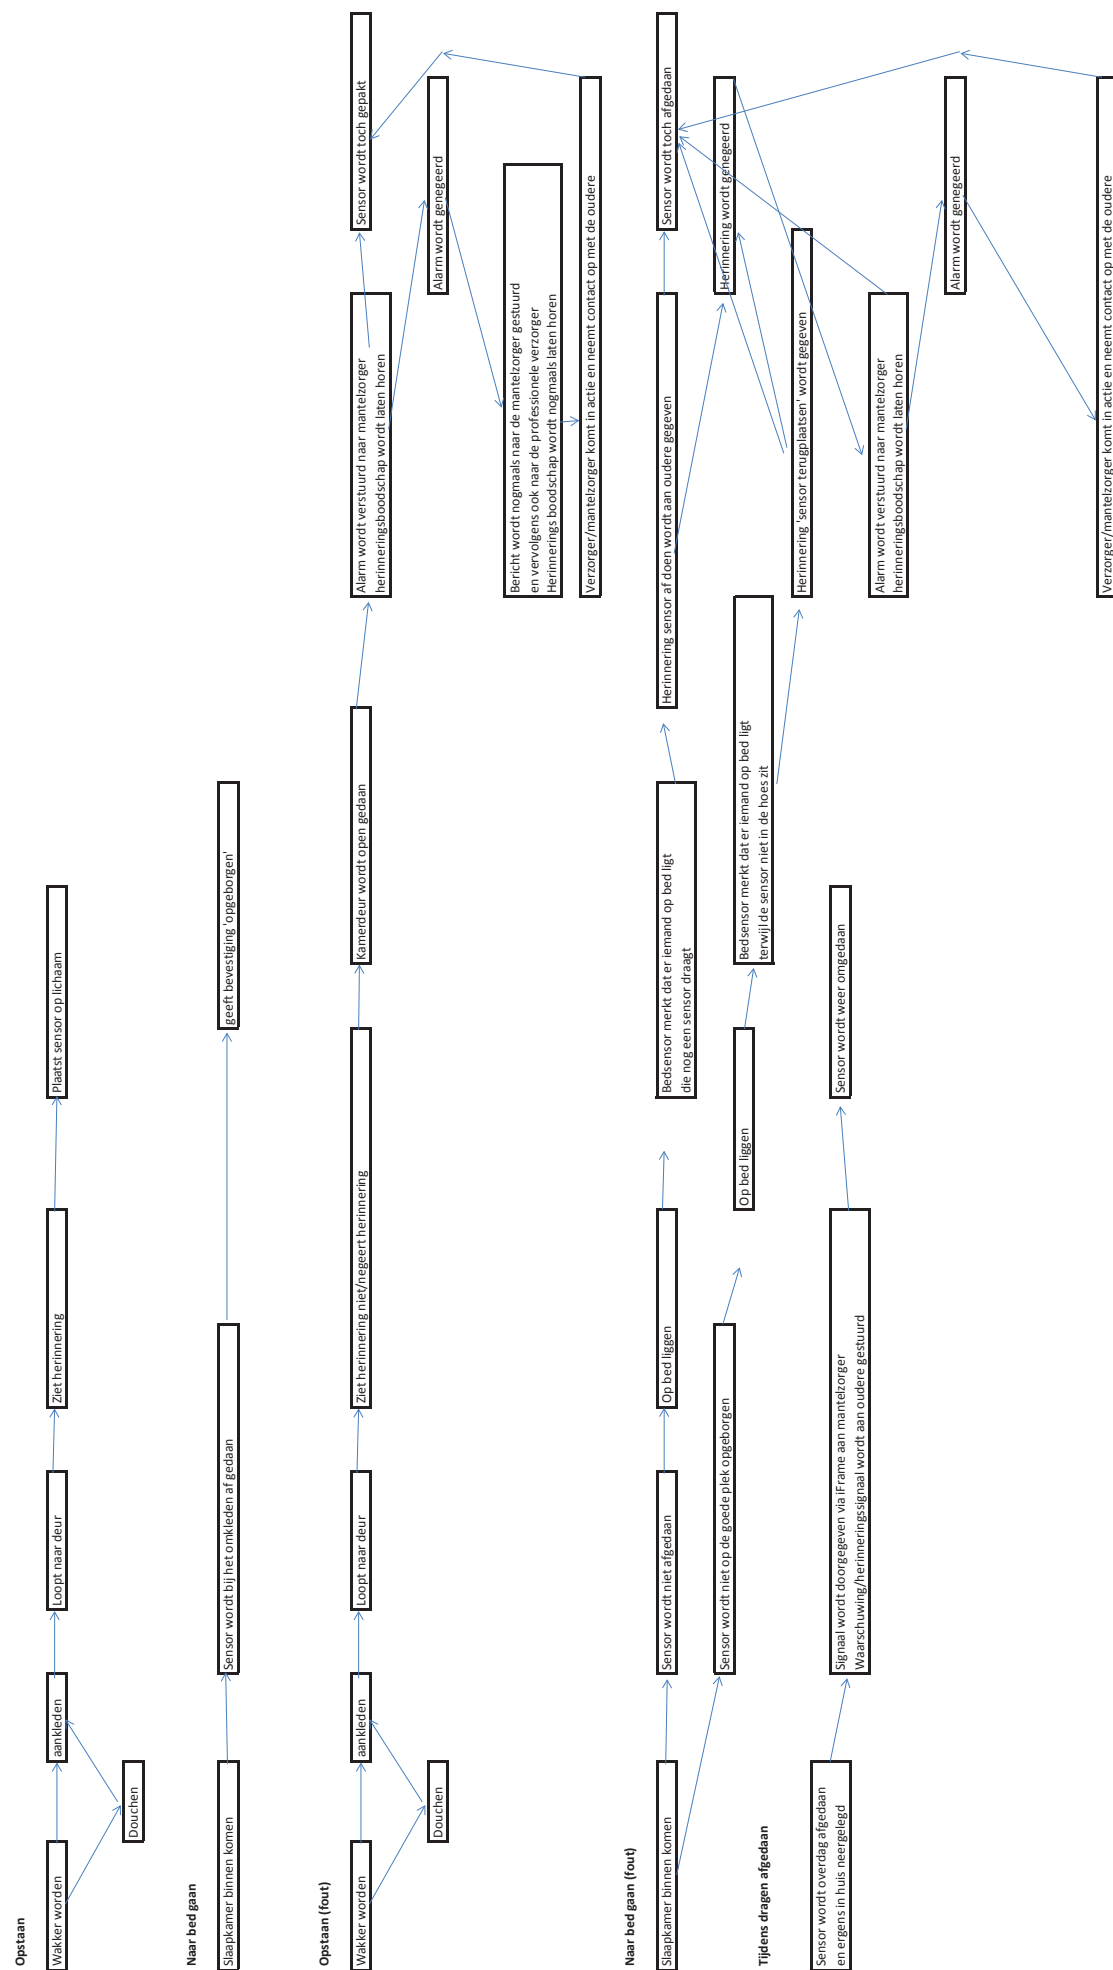 Opstaan
Wakker worden
aankleden
Loopt naar deur
Ziet herinnering
Plaatst sensor op lichaam
Douchen
Naar bed gaan
Slaapkamer binnen komen
Sensor wordt bij het omkleden af gedaan
geeft bevestiging 'opgeborgen'
Opstaan (fout)
Wakker worden
aankleden
Loopt naar deur
Ziet herinnering niet/negeert herinnering
Kamerdeur wordt open gedaan
Alarm wordt verstuurd naar mantelzorger
herinneringsboodschap wordt laten horen
Sensor wordt toch gepakt
Douchen
Alarm wordt genegeerd
Bericht wordt nogmaals naar de mantelzorger gestuurd
en vervolgens ook naar de professionele verzorger
Herinnerings boodschap wordt nogmaals laten horen
Verzorger/mantelzorger komt in actie en neemt contact op met de oudere
Naar bed gaan (fout)
Slaapkamer binnen komen
Sensor wordt niet afgedaan
Op bed liggen
Bedsensor merkt dat er iemand op bed ligt
die nog een sensor draagt
Herinnering sensor af doen wordt aan oudere gegeven
Sensor wordt toch afgedaan
Sensor wordt niet op de goede plek opgeborgen
Op bed liggen
Bedsensor merkt dat er iemand op bed ligt
terwijl de sensor niet in de hoes zit
Herinnering wordt genegeerd
Herinnering 'sensor terugplaatsen' wordt gegeven
Tijdens dragen afgedaan
Sensor wordt overdag afgedaan
en ergens in huis neergelegd
Signaal wordt doorgegeven via iFrame aan mantelzorger
Waarschuwing/herinneringssignaal wordt aan oudere gestuurd
Sensor wordt weer omgedaan
Alarm wordt verstuurd naar mantelzorger
herinneringsboodschap wordt laten horen
Alarm wordt genegeerd
Verzorger/mantelzorger komt in actie en neemt contact op met de oudere